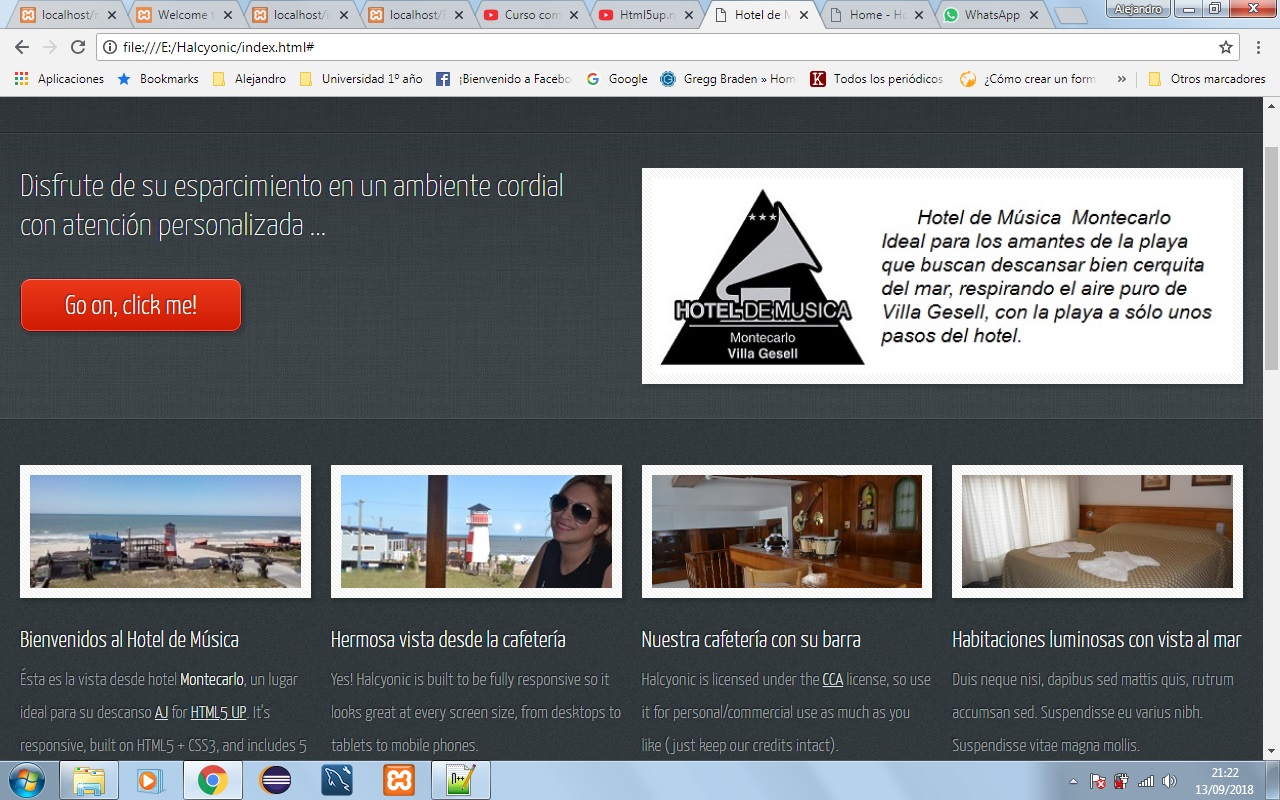 localhost/
Welcome
localhost/
localhost/
Curso com
Html5up.
Hotel de M
Home - Ho
WhatsApp
Alejandro
file:///E:/Halcyonic/index.html#
Aplicaciones
Bookmarks
Alejandro
Universidad 1º año
¡Bienvenido a Facebo
Google
Gregg Braden » Hom
Todos los periódicos
¿Cómo crear un form
»
Otros marcadores
Disfrute de su esparcimiento en un ambiente cordial
con atención personalizada ...
Go on, click me!
HOTEL DE MUSICA
Montecarlo
Villa Gesell
Hotel de Música Montecarlo
Ideal para los amantes de la playa
que buscan descansar bien cerquita
del mar, respirando el aire puro de
Villa Gesell, con la playa a sólo unos
pasos del hotel.
Bienvenidos al Hotel de Música
Ésta es la vista desde hotel Montecarlo, un lugar
ideal para su descanso AJ for HTML5 UP. It's
responsive, built on HTML5 + CSS3, and includes 5
Hermosa vista desde la cafetería
Yes! Halcyonic is built to be fully responsive so it
looks great at every screen size, from desktops to
tablets to mobile phones.
Nuestra cafetería con su barra
Halcyonic is licensed under the CCA license, so use
it for personal/commercial use as much as you
like (just keep our credits intact).
Habitaciones luminosas con vista al mar
Duis neque nisi, dapibus sed mattis quis, rutrum
accumsan sed. Suspendisse eu varius nibh.
Suspendisse vitae magna mollis.
21:22
13/09/2018